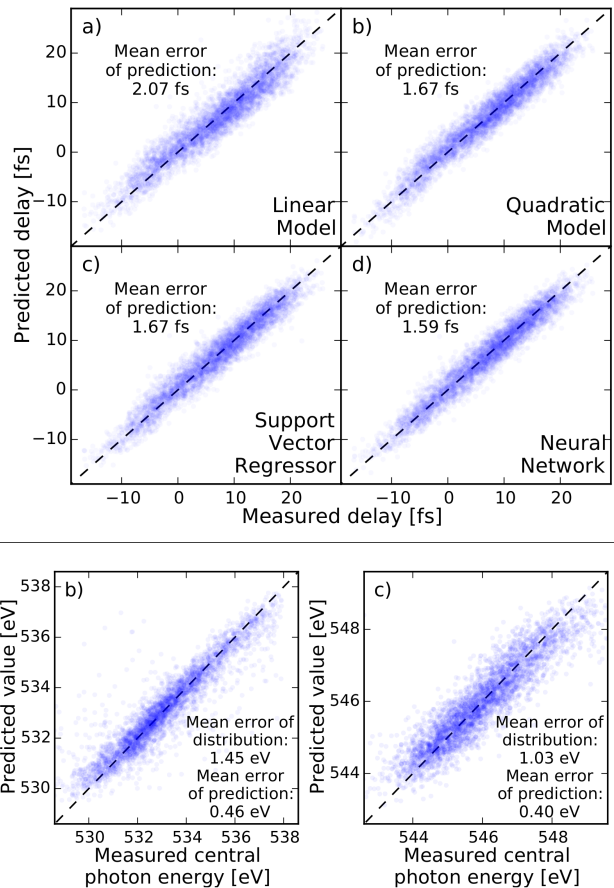 a)
Mean error
of prediction:
2.07 fs
Linear
Model
b)
Mean error
of prediction:
1.67 fs
Quadratic
Model
20
10
0
−10
Predicted delay [fs]
c)
Mean error
of prediction:
1.67 fs
Support
Vector
Regressor
d)
Mean error
of prediction:
1.59 fs
Neural
Network
20
10
0
−10
−10 0 10 20 −10 0 10 20
Measured delay [fs]
b)
Mean error of
distribution:
1.45 eV
Mean error
of prediction:
0.46 eV
538
536
534
532
530
Predicted value [eV]
530 532 534 536 538
Measured central
photon energy [eV]
c)
Mean error of
distribution:
1.03 eV
Mean error
of prediction:
0.40 eV
548
546
544
Predicted value [eV]
544 546 548
Measured central
photon energy [eV]